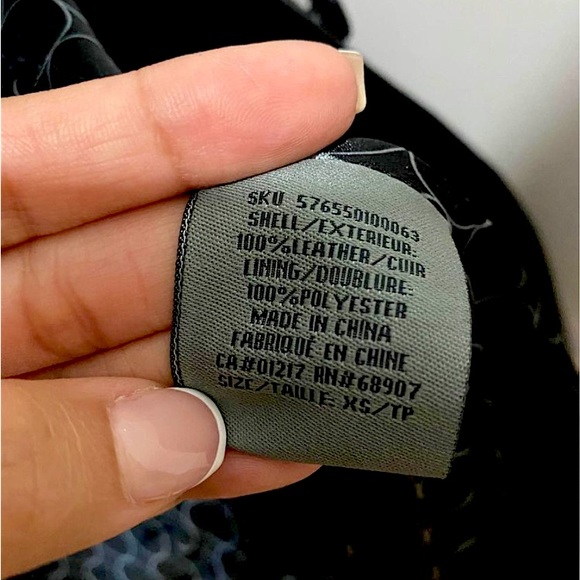 SKU 576550100063
SHELL/EXTERIEUR:
100%LEATHER/CUIR
LINING/DOUBLURE:
100%POLYESTER
MADE IN CHINA
FABRIQUÉ EN CHINE
CA#01217 RN#68907
SIZE/TAILLE: XS/TP